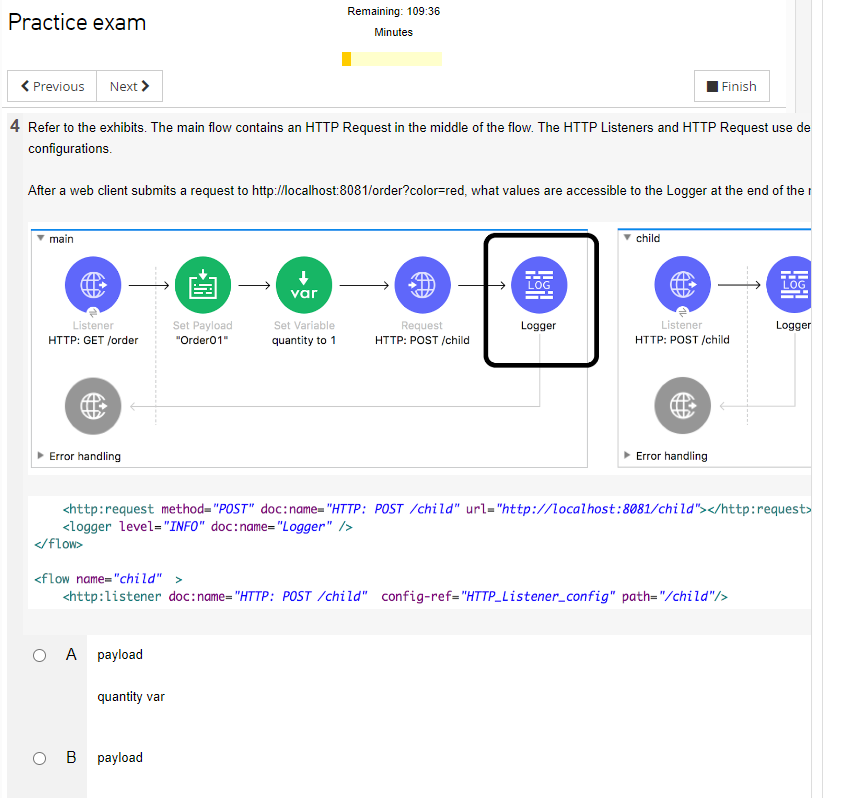 Practice exam
Remaining: 109:36
Minutes
Previous
Next
Finish
4 Refer to the exhibits. The main flow contains an HTTP Request in the middle of the flow. The HTTP Listeners and HTTP Request use de
configurations.
After a web client submits a request to http://localhost:8081/order?color=red, what values are accessible to the Logger at the end of the
main
Listener
HTTP: GET /order
Set Payload
"Order01"
var
Set Variable
quantity to 1
Request
HTTP: POST /child
LOG
Logger
Error handling
child
Listener
HTTP: POST /child
LOG
Logger
Error handling
<http:request method="POST" doc:name="HTTP: POST /child" url="http://localhost:8081/child"></http:request>
<logger level="INFO" doc:name="Logger" />
</flow>
<flow name="child" >
<http:listener doc:name="HTTP: POST /child" config-ref="HTTP_Listener_config" path="/child"/>
A payload
quantity var
B payload